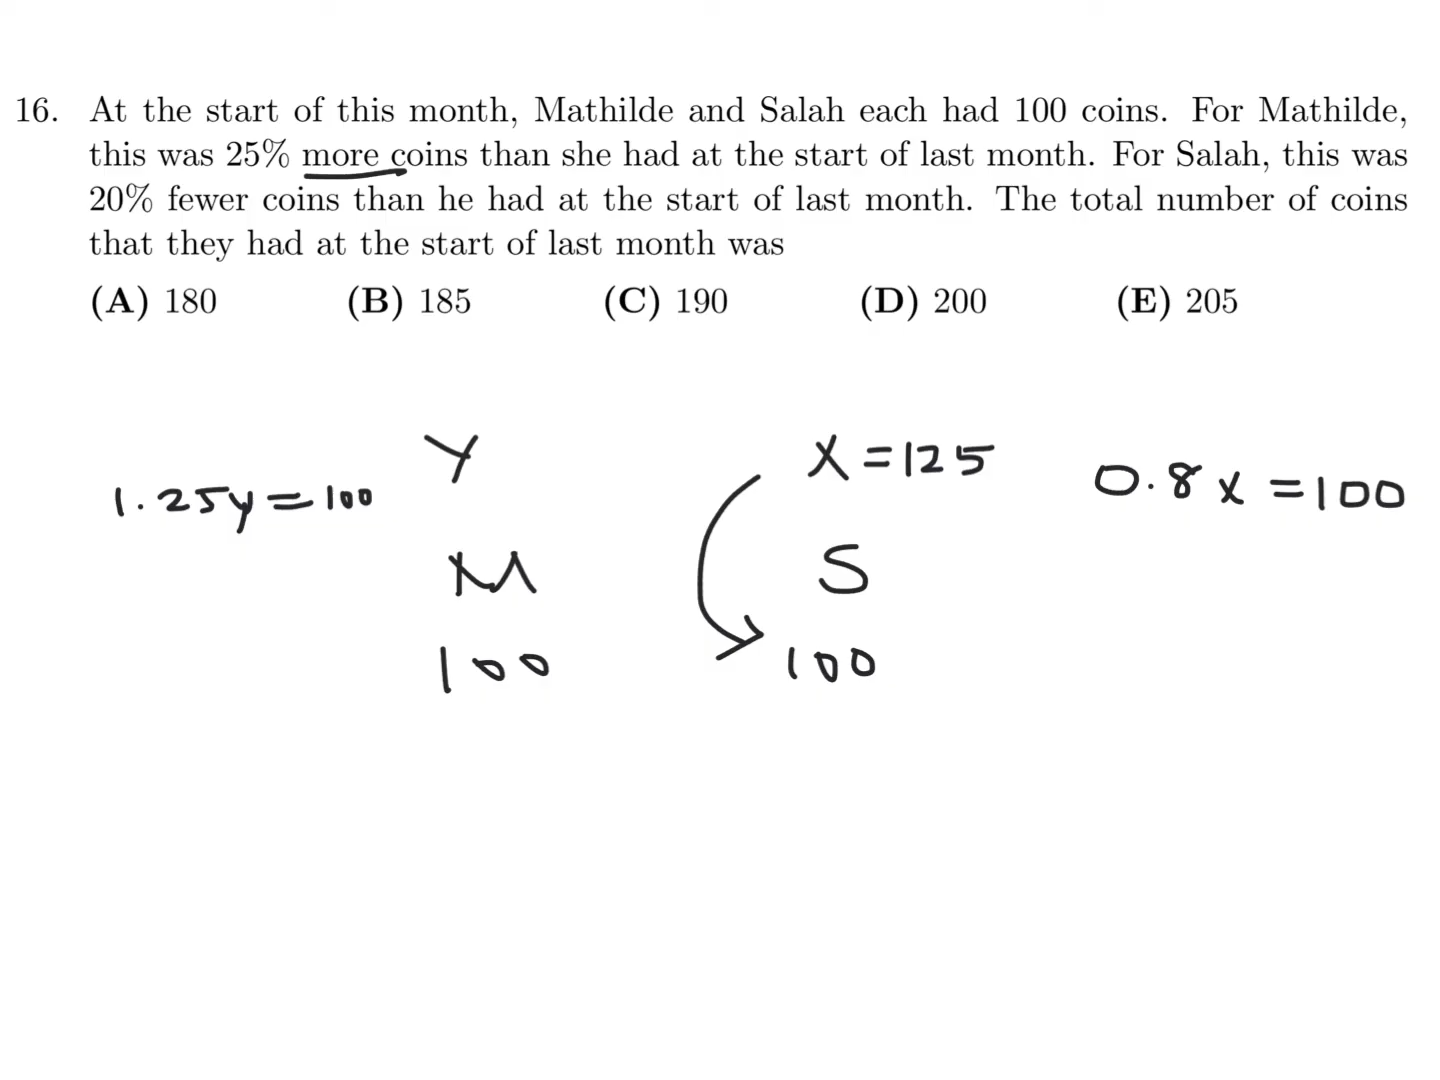 16. At the start of this month, Mathilde and Salah each had 100 coins. For Mathilde,
this was 25% more coins than she had at the start of last month. For Salah, this was
20% fewer coins than he had at the start of last month. The total number of coins
that they had at the start of last month was
(A) 180 (B) 185 (C) 190 (D) 200 (E) 205
y x = 125
1.25y = 100 0.8x = 100
M S
100 100